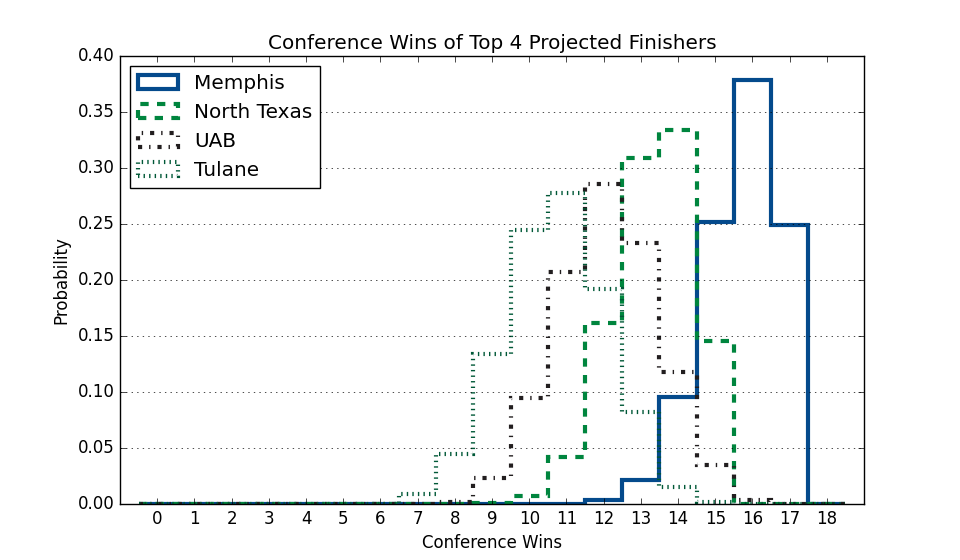 Conference Wins of Top 4 Projected Finishers
0.40
0.35
0.30
0.25
0.20
0.15
0.10
0.05
0.00
Probability
Memphis
North Texas
UAB
Tulane
0 1 2 3 4 5 6 7 8 9 10 11 12 13 14 15 16 17 18
Conference Wins